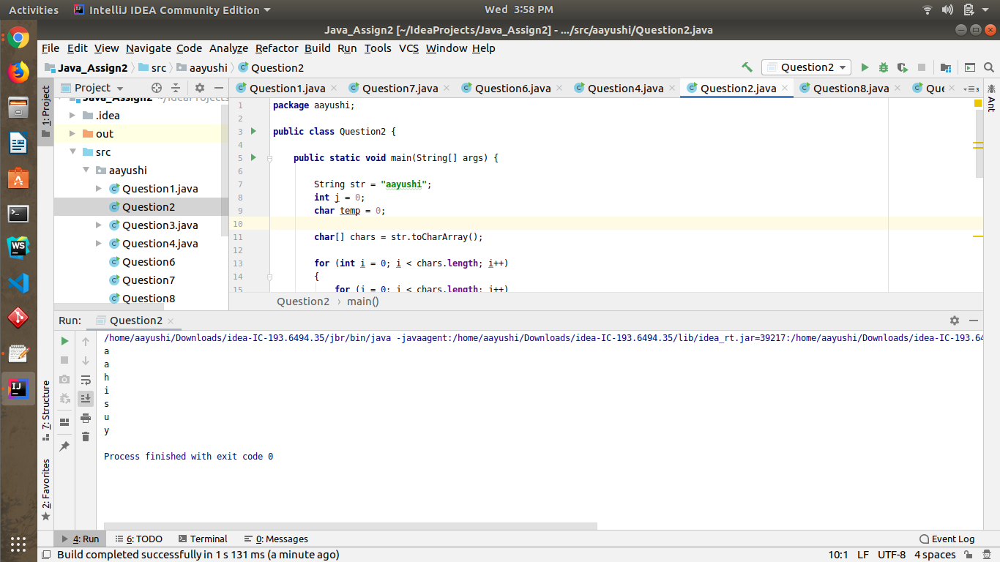 Activities IntelliJ IDEA Community Edition Wed 3:58 PM
Java_Assign2 [~/IdeaProjects/Java_Assign2] - .../src/aayushi/Question2.java
File Edit View Navigate Code Analyze Refactor Build Run Tools VCS Window Help
Java_Assign2 src aayushi Question2 Question2
1: Project
Project
Java_Assign2 ~/IdeaProjects
.idea
out
src
aayushi
Question1.java
Question2
Question3.java
Question4.java
Question6
Question7
Question8
Question1.java Question7.java Question6.java Question4.java Question2.java Question8.java Que
Ant
1 package aayushi;
2
3 public class Question2 {
4
5 public static void main(String[] args) {
6
7 String str = "aayushi";
8 int j = 0;
9 char temp = 0;
10
11 char[] chars = str.toCharArray();
12
13 for (int i = 0; i < chars.length; i++)
14 {
15 for (j = 0; j < chars.length; j++)
Question2 › main()
Run: Question2
/home/aayushi/Downloads/idea-IC-193.6494.35/jbr/bin/java -javaagent:/home/aayushi/Downloads/idea-IC-193.6494.35/lib/idea_rt.jar=39217:/home/aayushi/Downloads/idea-IC-193.64
a
a
h
i
s
u
y
Process finished with exit code 0
7: Structure
2: Favorites
4: Run 6: TODO Terminal 0: Messages Event Log
Build completed successfully in 1 s 131 ms (a minute ago) 10:1 LF UTF-8 4 spaces